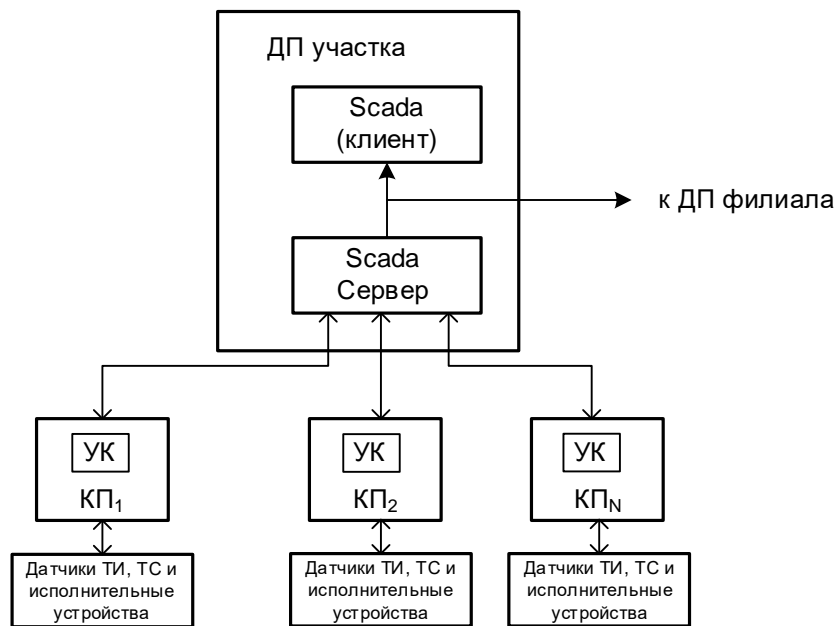 ДП участка
Scada
(клиент)
к ДП филиала
Scada
Сервер
УК
КП₁
УК
КП₂
УК
КПN
Датчики ТИ, ТС и
исполнительные
устройства
Датчики ТИ, ТС и
исполнительные
устройства
Датчики ТИ, ТС и
исполнительные
устройства